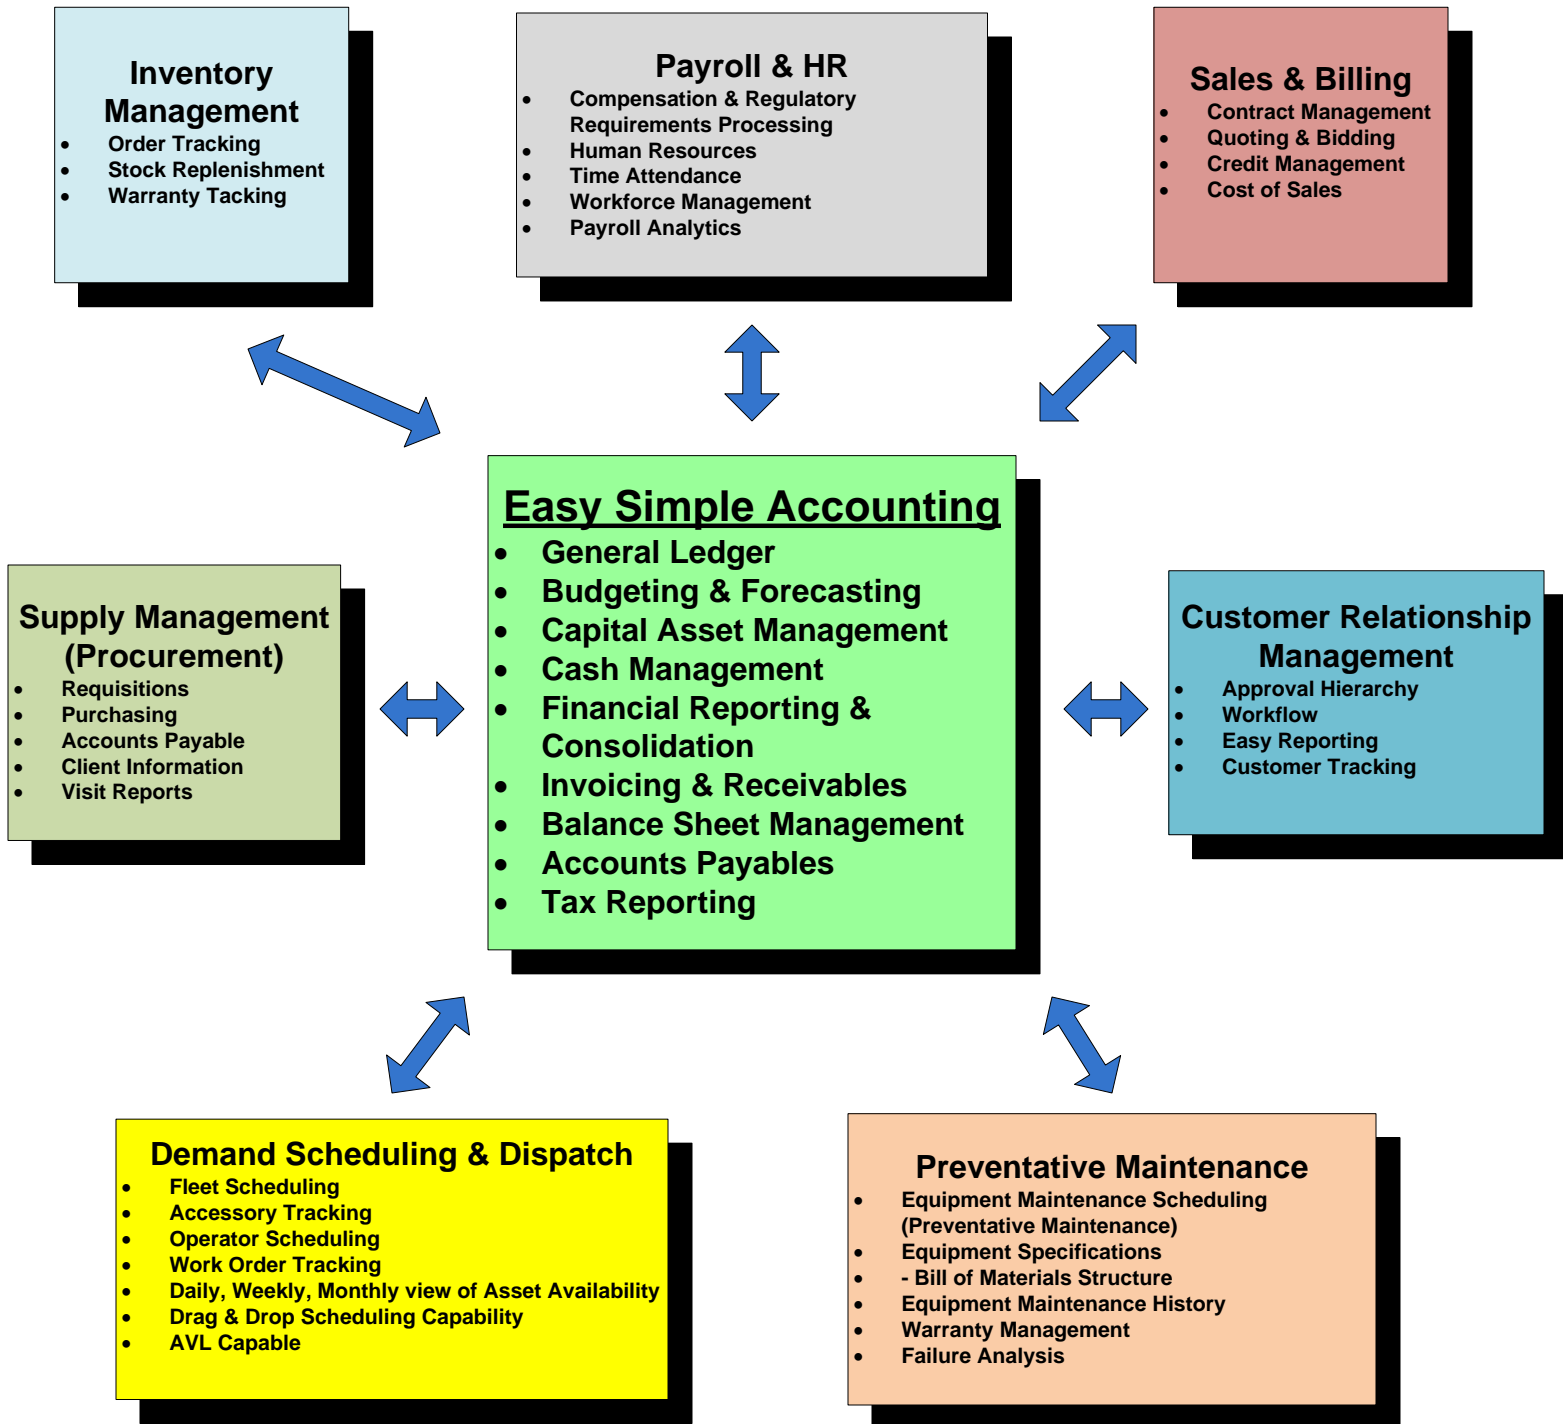 Inventory
Management
• Order Tracking
• Stock Replenishment
• Warranty Tacking
Payroll & HR
• Compensation & Regulatory
Requirements Processing
• Human Resources
• Time Attendance
• Workforce Management
• Payroll Analytics
Sales & Billing
• Contract Management
• Quoting & Bidding
• Credit Management
• Cost of Sales
Supply Management
(Procurement)
• Requisitions
• Purchasing
• Accounts Payable
• Client Information
• Visit Reports
Easy Simple Accounting
• General Ledger
• Budgeting & Forecasting
• Capital Asset Management
• Cash Management
• Financial Reporting &
Consolidation
• Invoicing & Receivables
• Balance Sheet Management
• Accounts Payables
• Tax Reporting
Customer Relationship
Management
• Approval Hierarchy
• Workflow
• Easy Reporting
• Customer Tracking
Demand Scheduling & Dispatch
• Fleet Scheduling
• Accessory Tracking
• Operator Scheduling
• Work Order Tracking
• Daily, Weekly, Monthly view of Asset Availability
• Drag & Drop Scheduling Capability
• AVL Capable
Preventative Maintenance
• Equipment Maintenance Scheduling
(Preventative Maintenance)
• Equipment Specifications
• - Bill of Materials Structure
• Equipment Maintenance History
• Warranty Management
• Failure Analysis